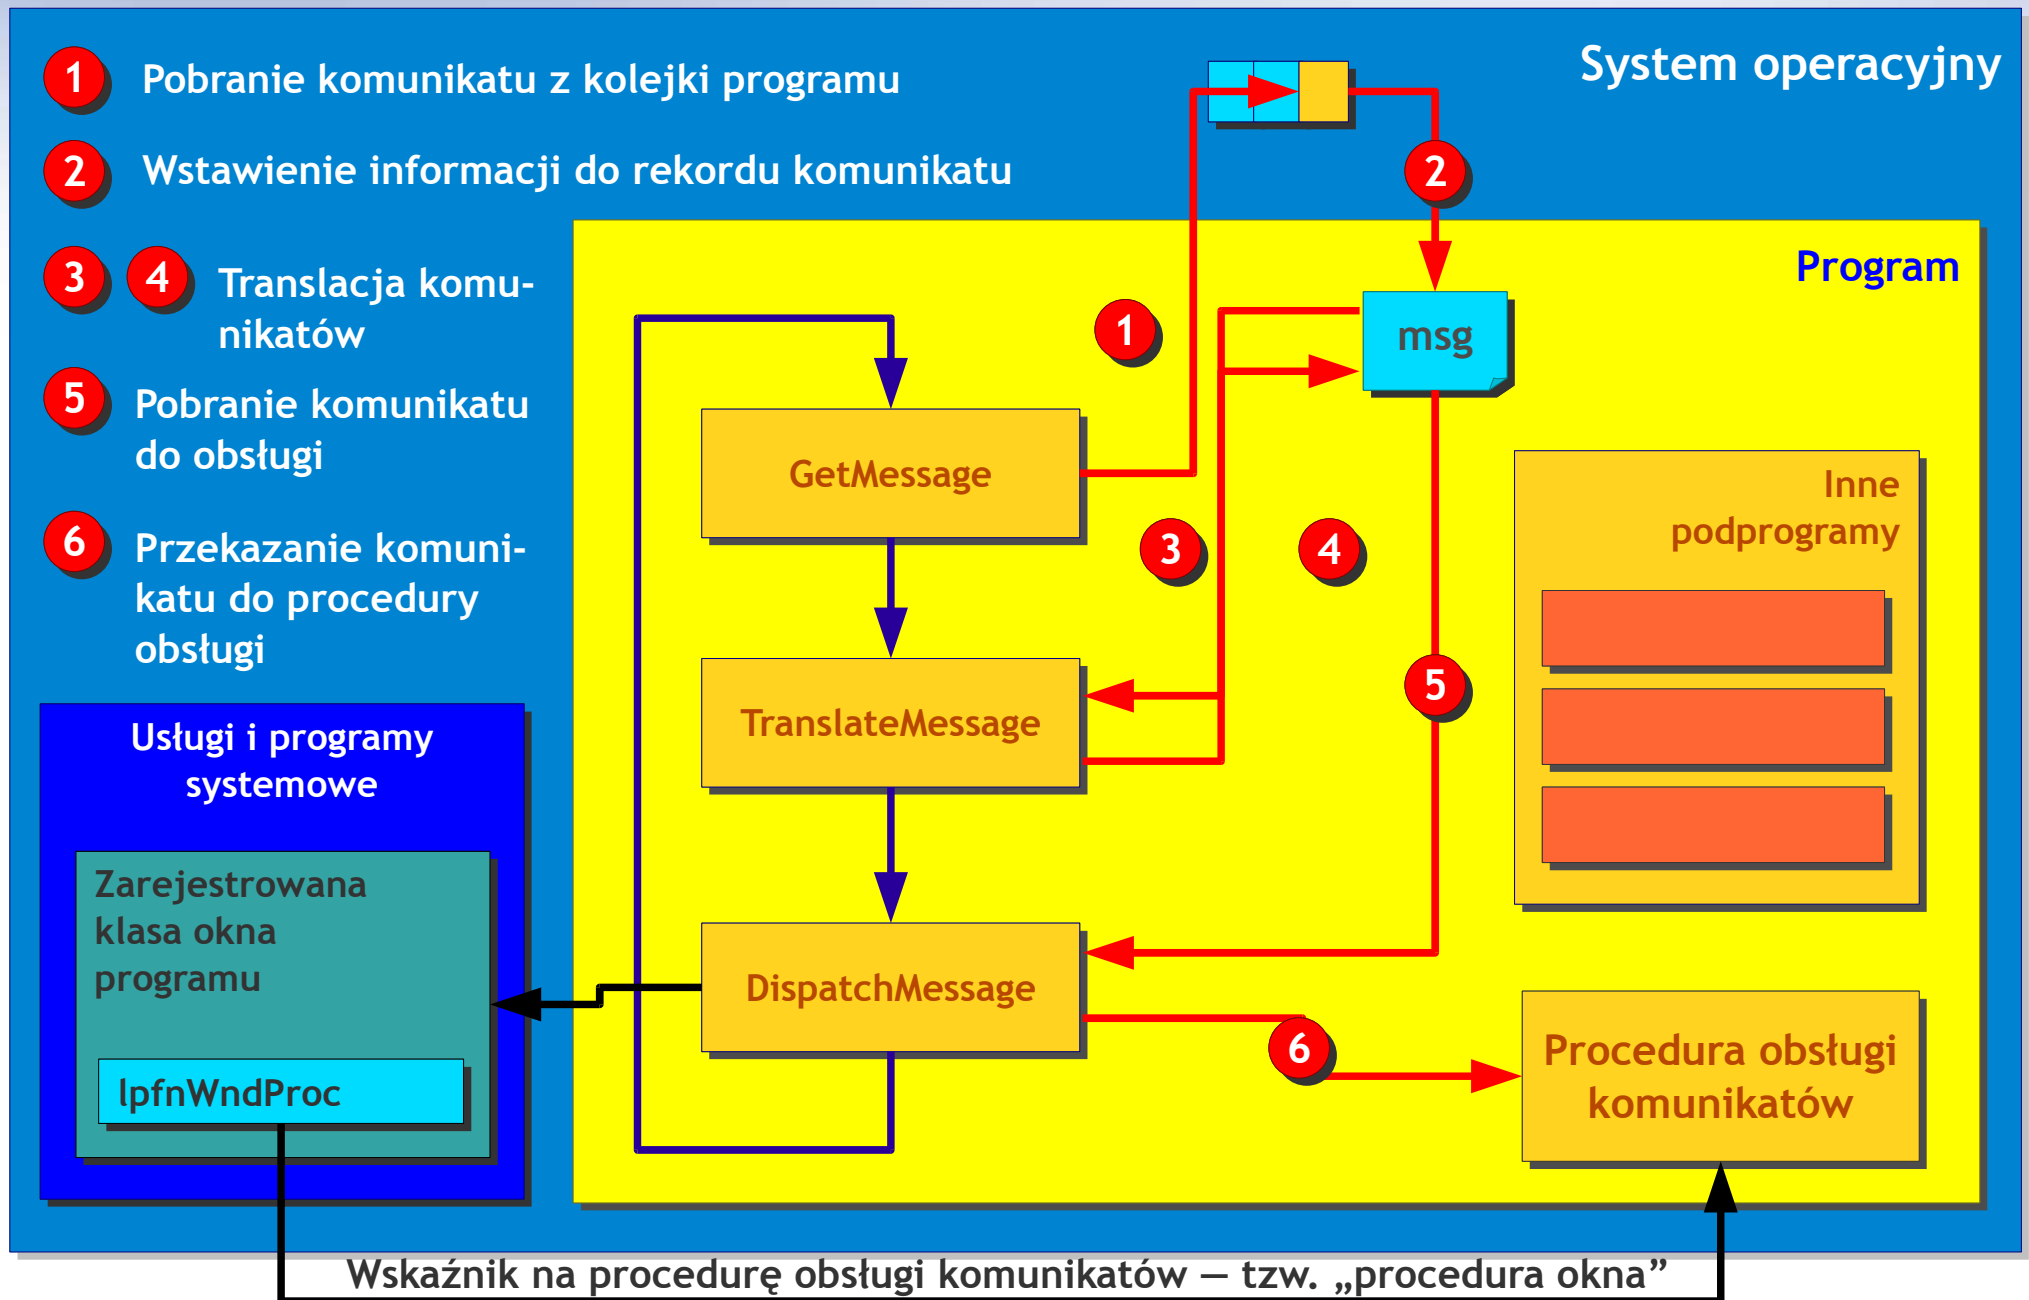 System operacyjny
1 Pobranie komunikatu z kolejki programu
2 Wstawienie informacji do rekordu komunikatu
3 4 Translacja komu-
nikatów
5 Pobranie komunikatu
do obsługi
6 Przekazanie komuni-
katu do procedury
obsługi
Usługi i programy
systemowe
Zarejestrowana
klasa okna
programu
lpfnWndProc
Program
2
1
msg
GetMessage
3
4
TranslateMessage
5
DispatchMessage
6
Inne
podprogramy
Procedura obsługi
komunikatów
Wskaźnik na procedurę obsługi komunikatów — tzw. „procedura okna”